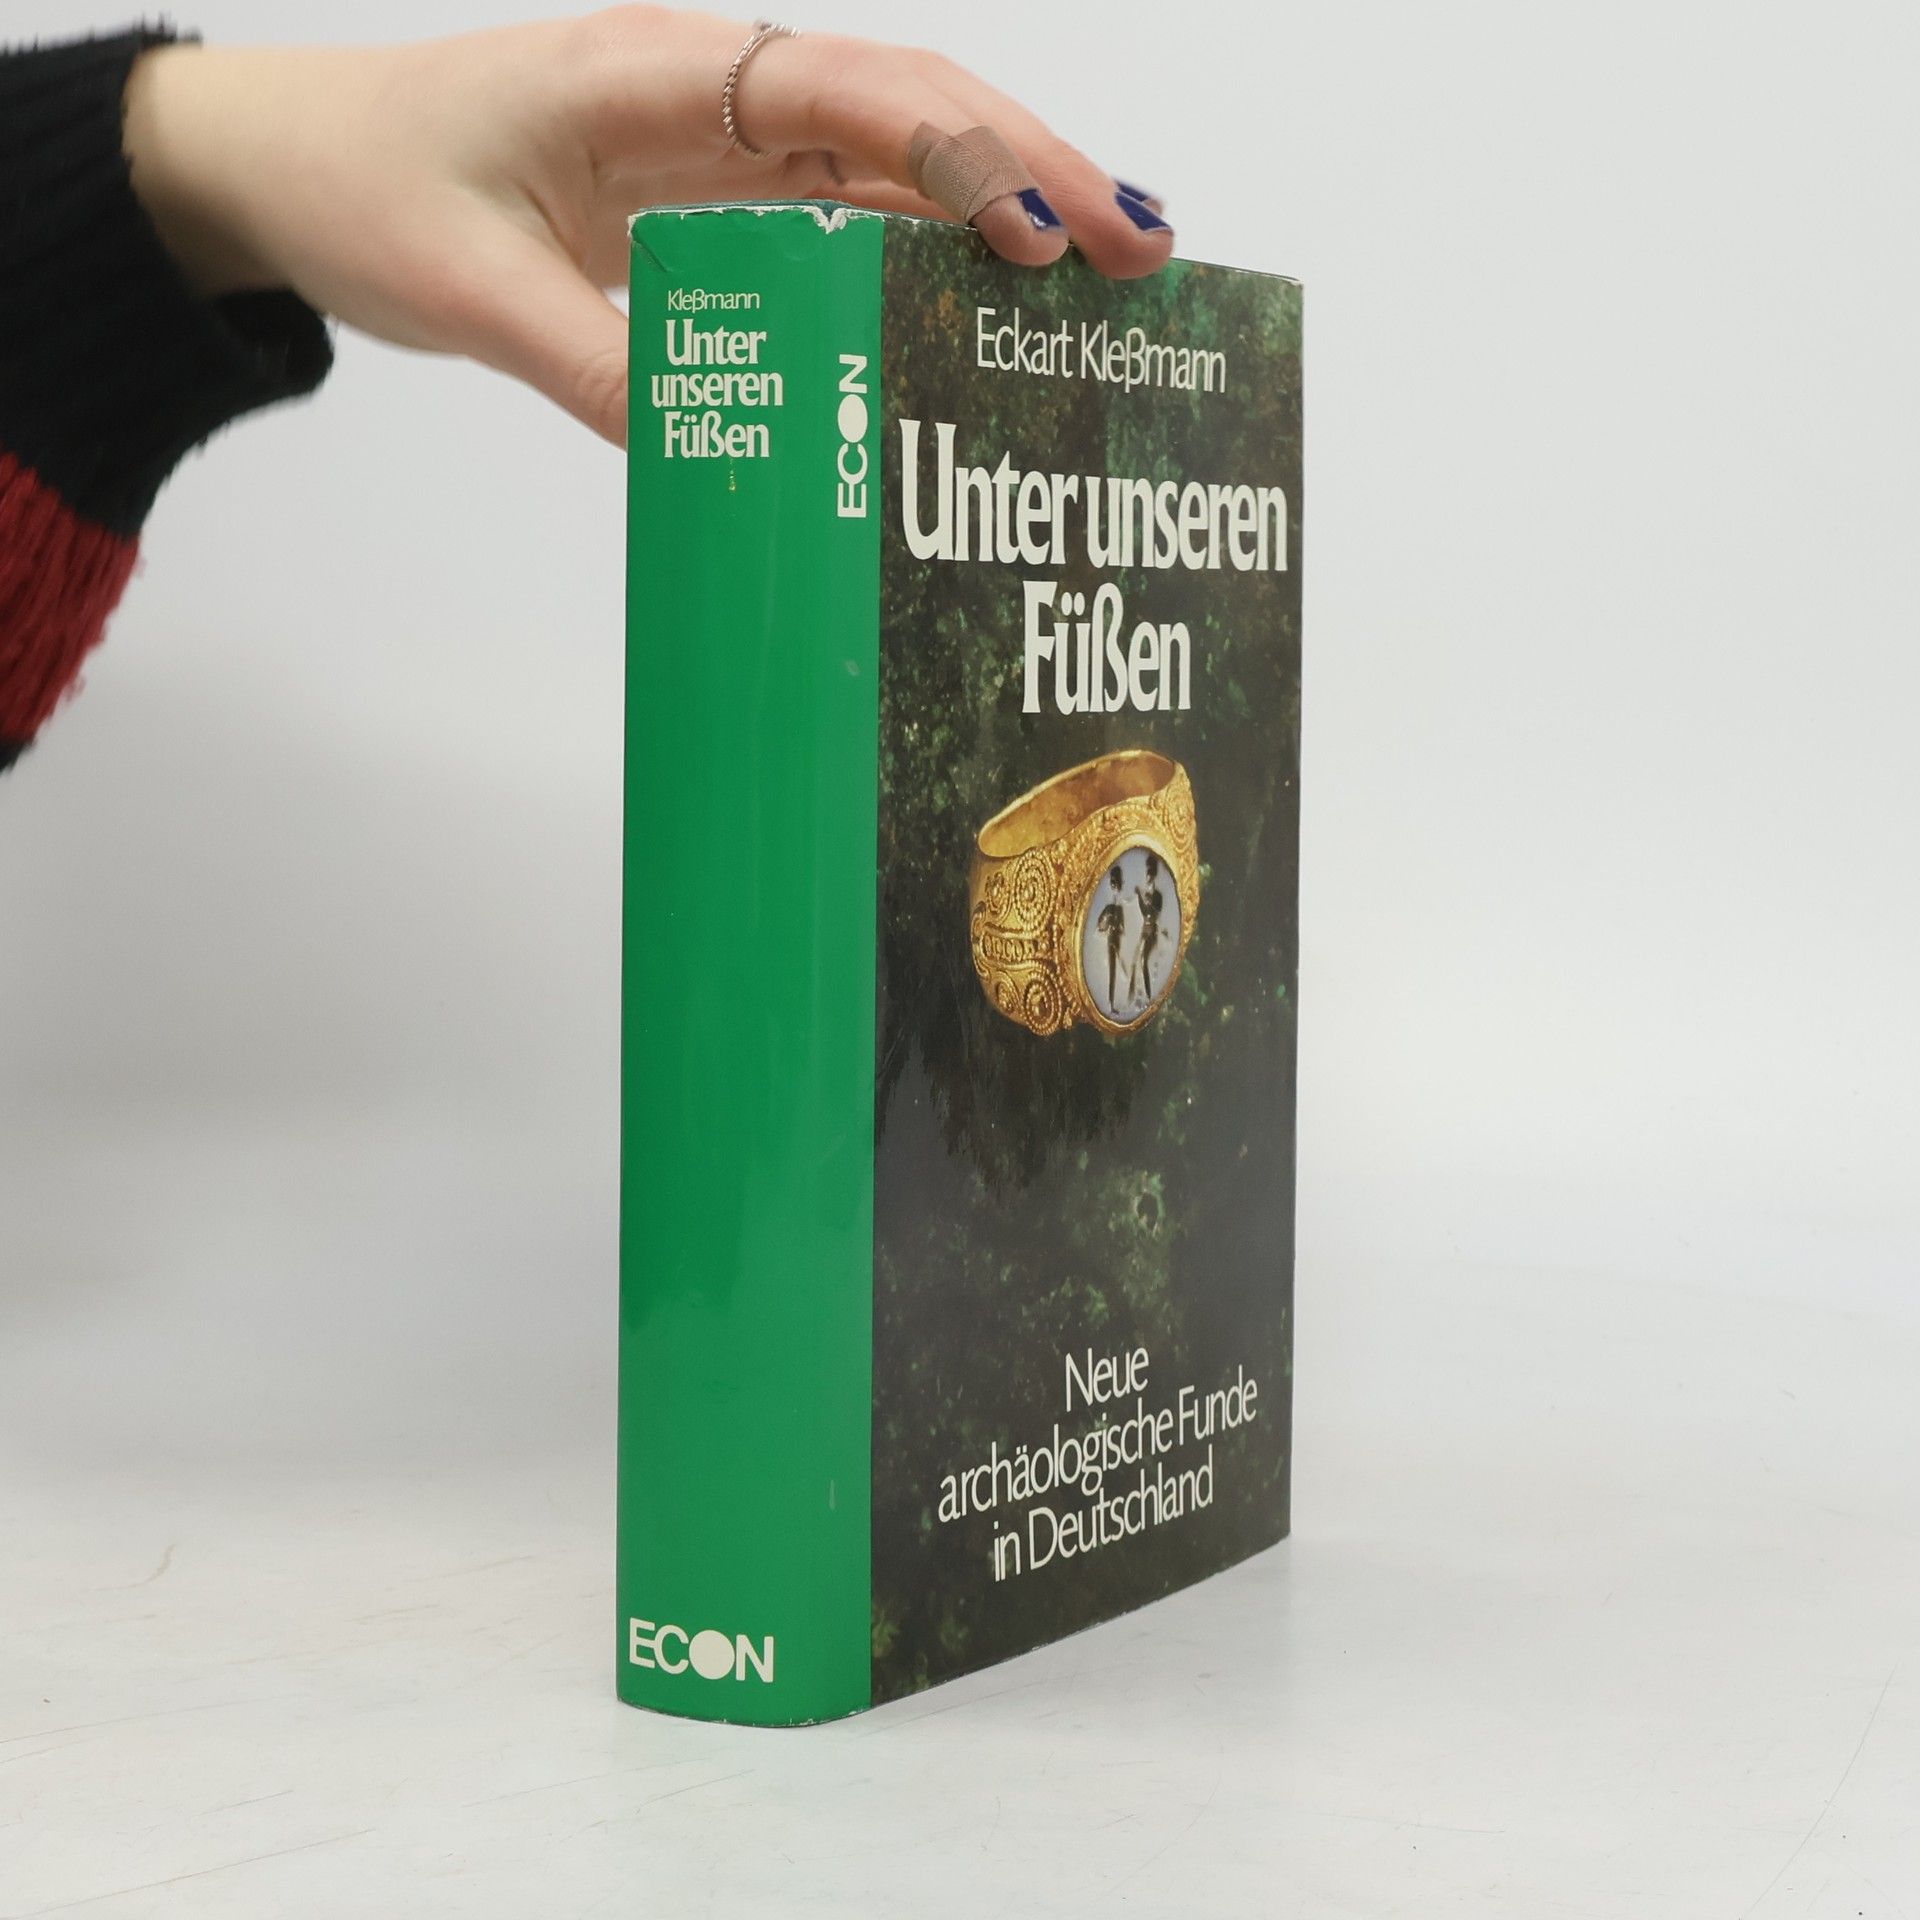 Kleßmann
Unter
unseren
Füßen
ECON
ECON
Eckart Kleßmann
Unter unseren
Füßen
Neue
archäologische Funde
in Deutschland